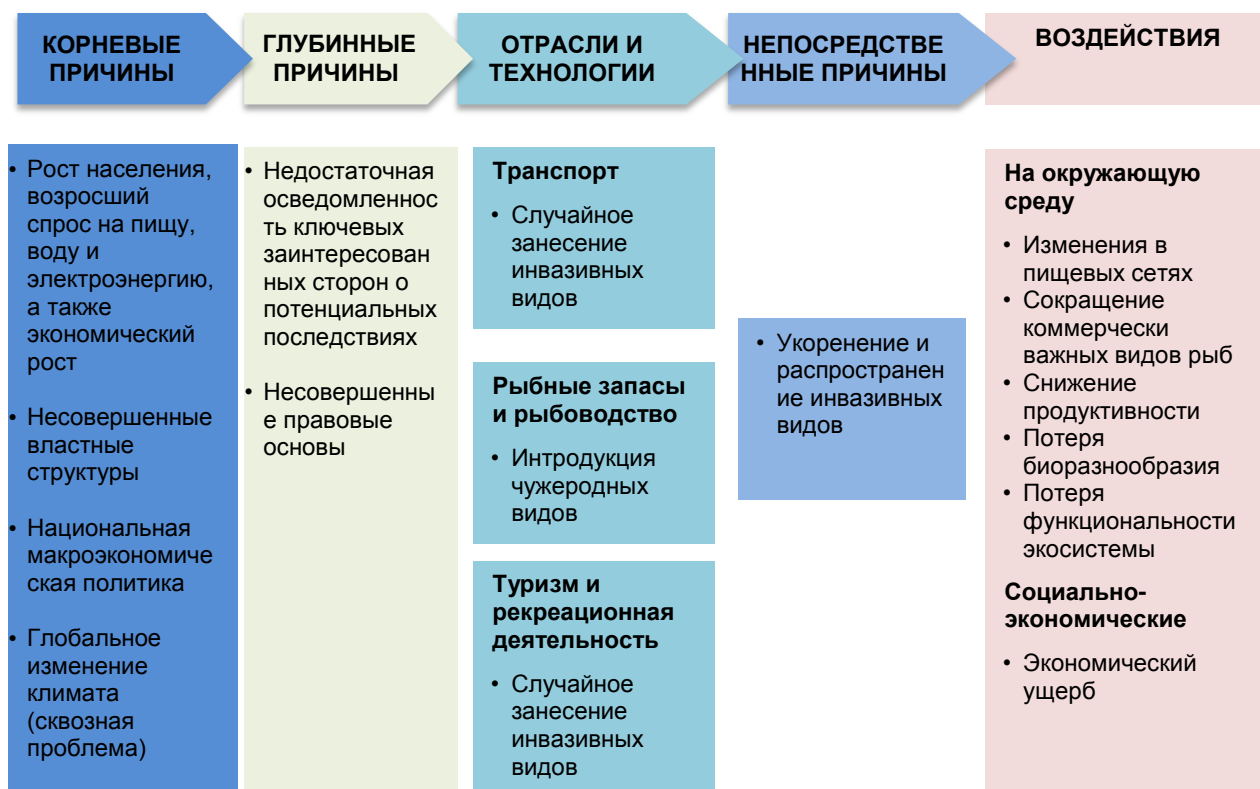 КОРНЕВЫЕ
ПРИЧИНЫ
ГЛУБИННЫЕ
ПРИЧИНЫ
ОТРАСЛИ И
ТЕХНОЛОГИИ
НЕПОСРЕДСТВЕ
ННЫЕ ПРИЧИНЫ
ВОЗДЕЙСТВИЯ
• Рост населения,
возросший
спрос на пищу,
воду и
электроэнергию,
а также
экономический
рост
• Несовершенные
властные
структуры
• Национальная
макроэкономиче
ская политика
• Глобальное
изменение
климата
(сквозная
проблема)
• Недостаточная
осведомленнос
ть ключевых
заинтересован
ных сторон о
потенциальных
последствиях
• Несовершенны
е правовые
основы
Транспорт
• Случайное
занесение
инвазивных
видов
Рыбные запасы
и рыбоводство
• Интродукция
чужеродных
видов
Туризм и
рекреационная
деятельность
• Случайное
занесение
инвазивных
видов
• Укоренение и
распространен
ие инвазивных
видов
На окружающую
среду
• Изменения в
пищевых сетях
• Сокращение
коммерчески
важных видов рыб
• Снижение
продуктивности
• Потеря
биоразнообразия
• Потеря
функциональности
экосистемы
Социально-
экономические
• Экономический
ущерб